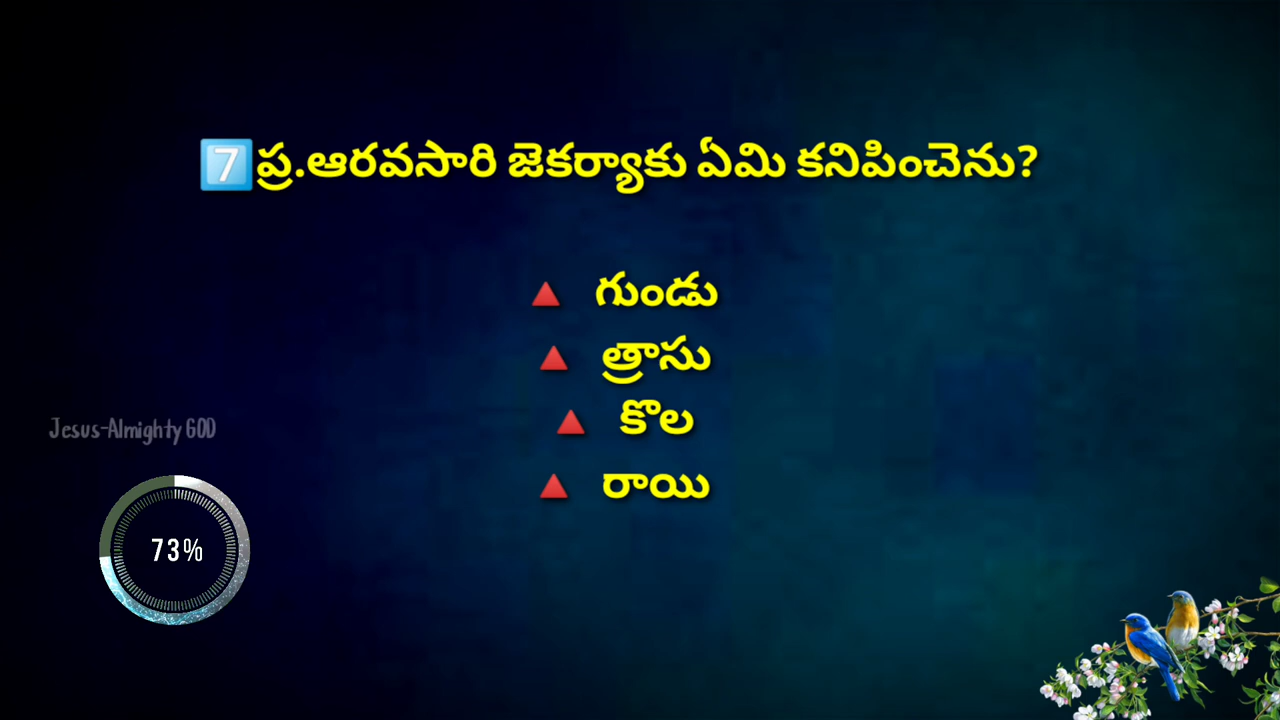 7️⃣ప్ర.ఆరవసారి జెకర్యాకు ఏమి కనిపించెను?
🔺 గుండు
🔺 త్రాసు
🔺 కొల
🔺 రాయి
Jesus-Almighty GOD
73%